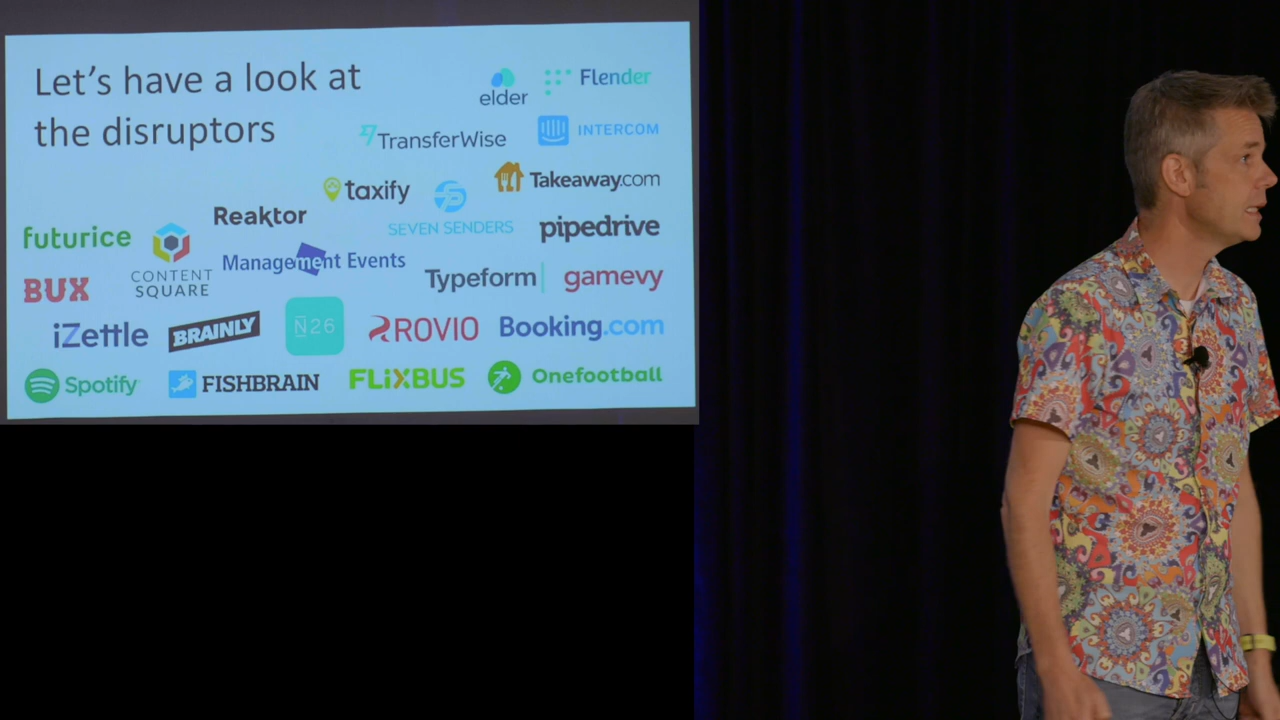 Let's have a look at
the disruptors
elder
Flender
TransferWise
INTERCOM
taxify
Takeaway.com
Reaktor
SEVEN SENDERS
pipedrive
futurice
CONTENT
SQUARE
Management Events
BUX
Typeform
gamevy
iZettle
BRAINLY
N26
ROVIO
Booking.com
Spotify
FISHBRAIN
FLiXBUS
Onefootball